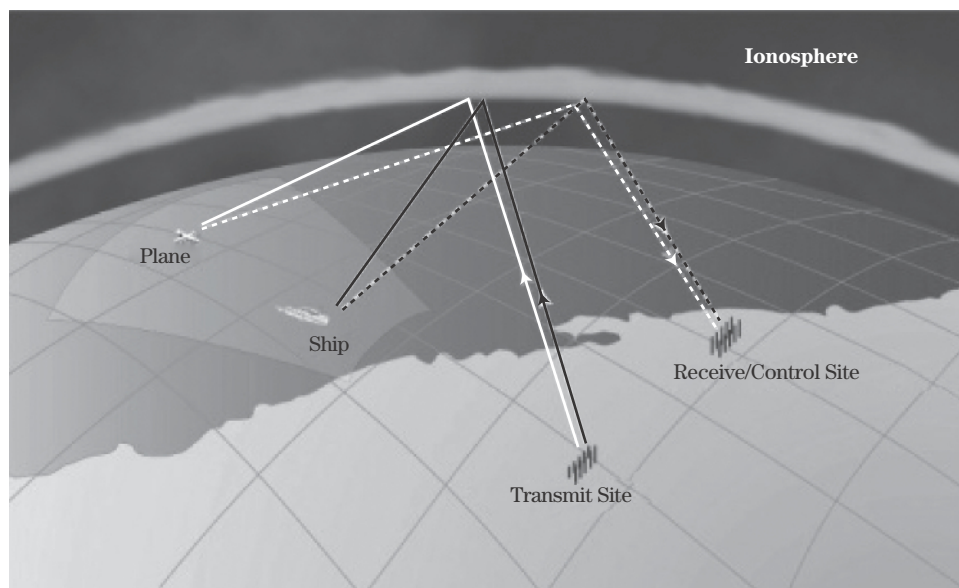 Ionosphere
Plane
Ship
Receive/Control Site
Transmit Site